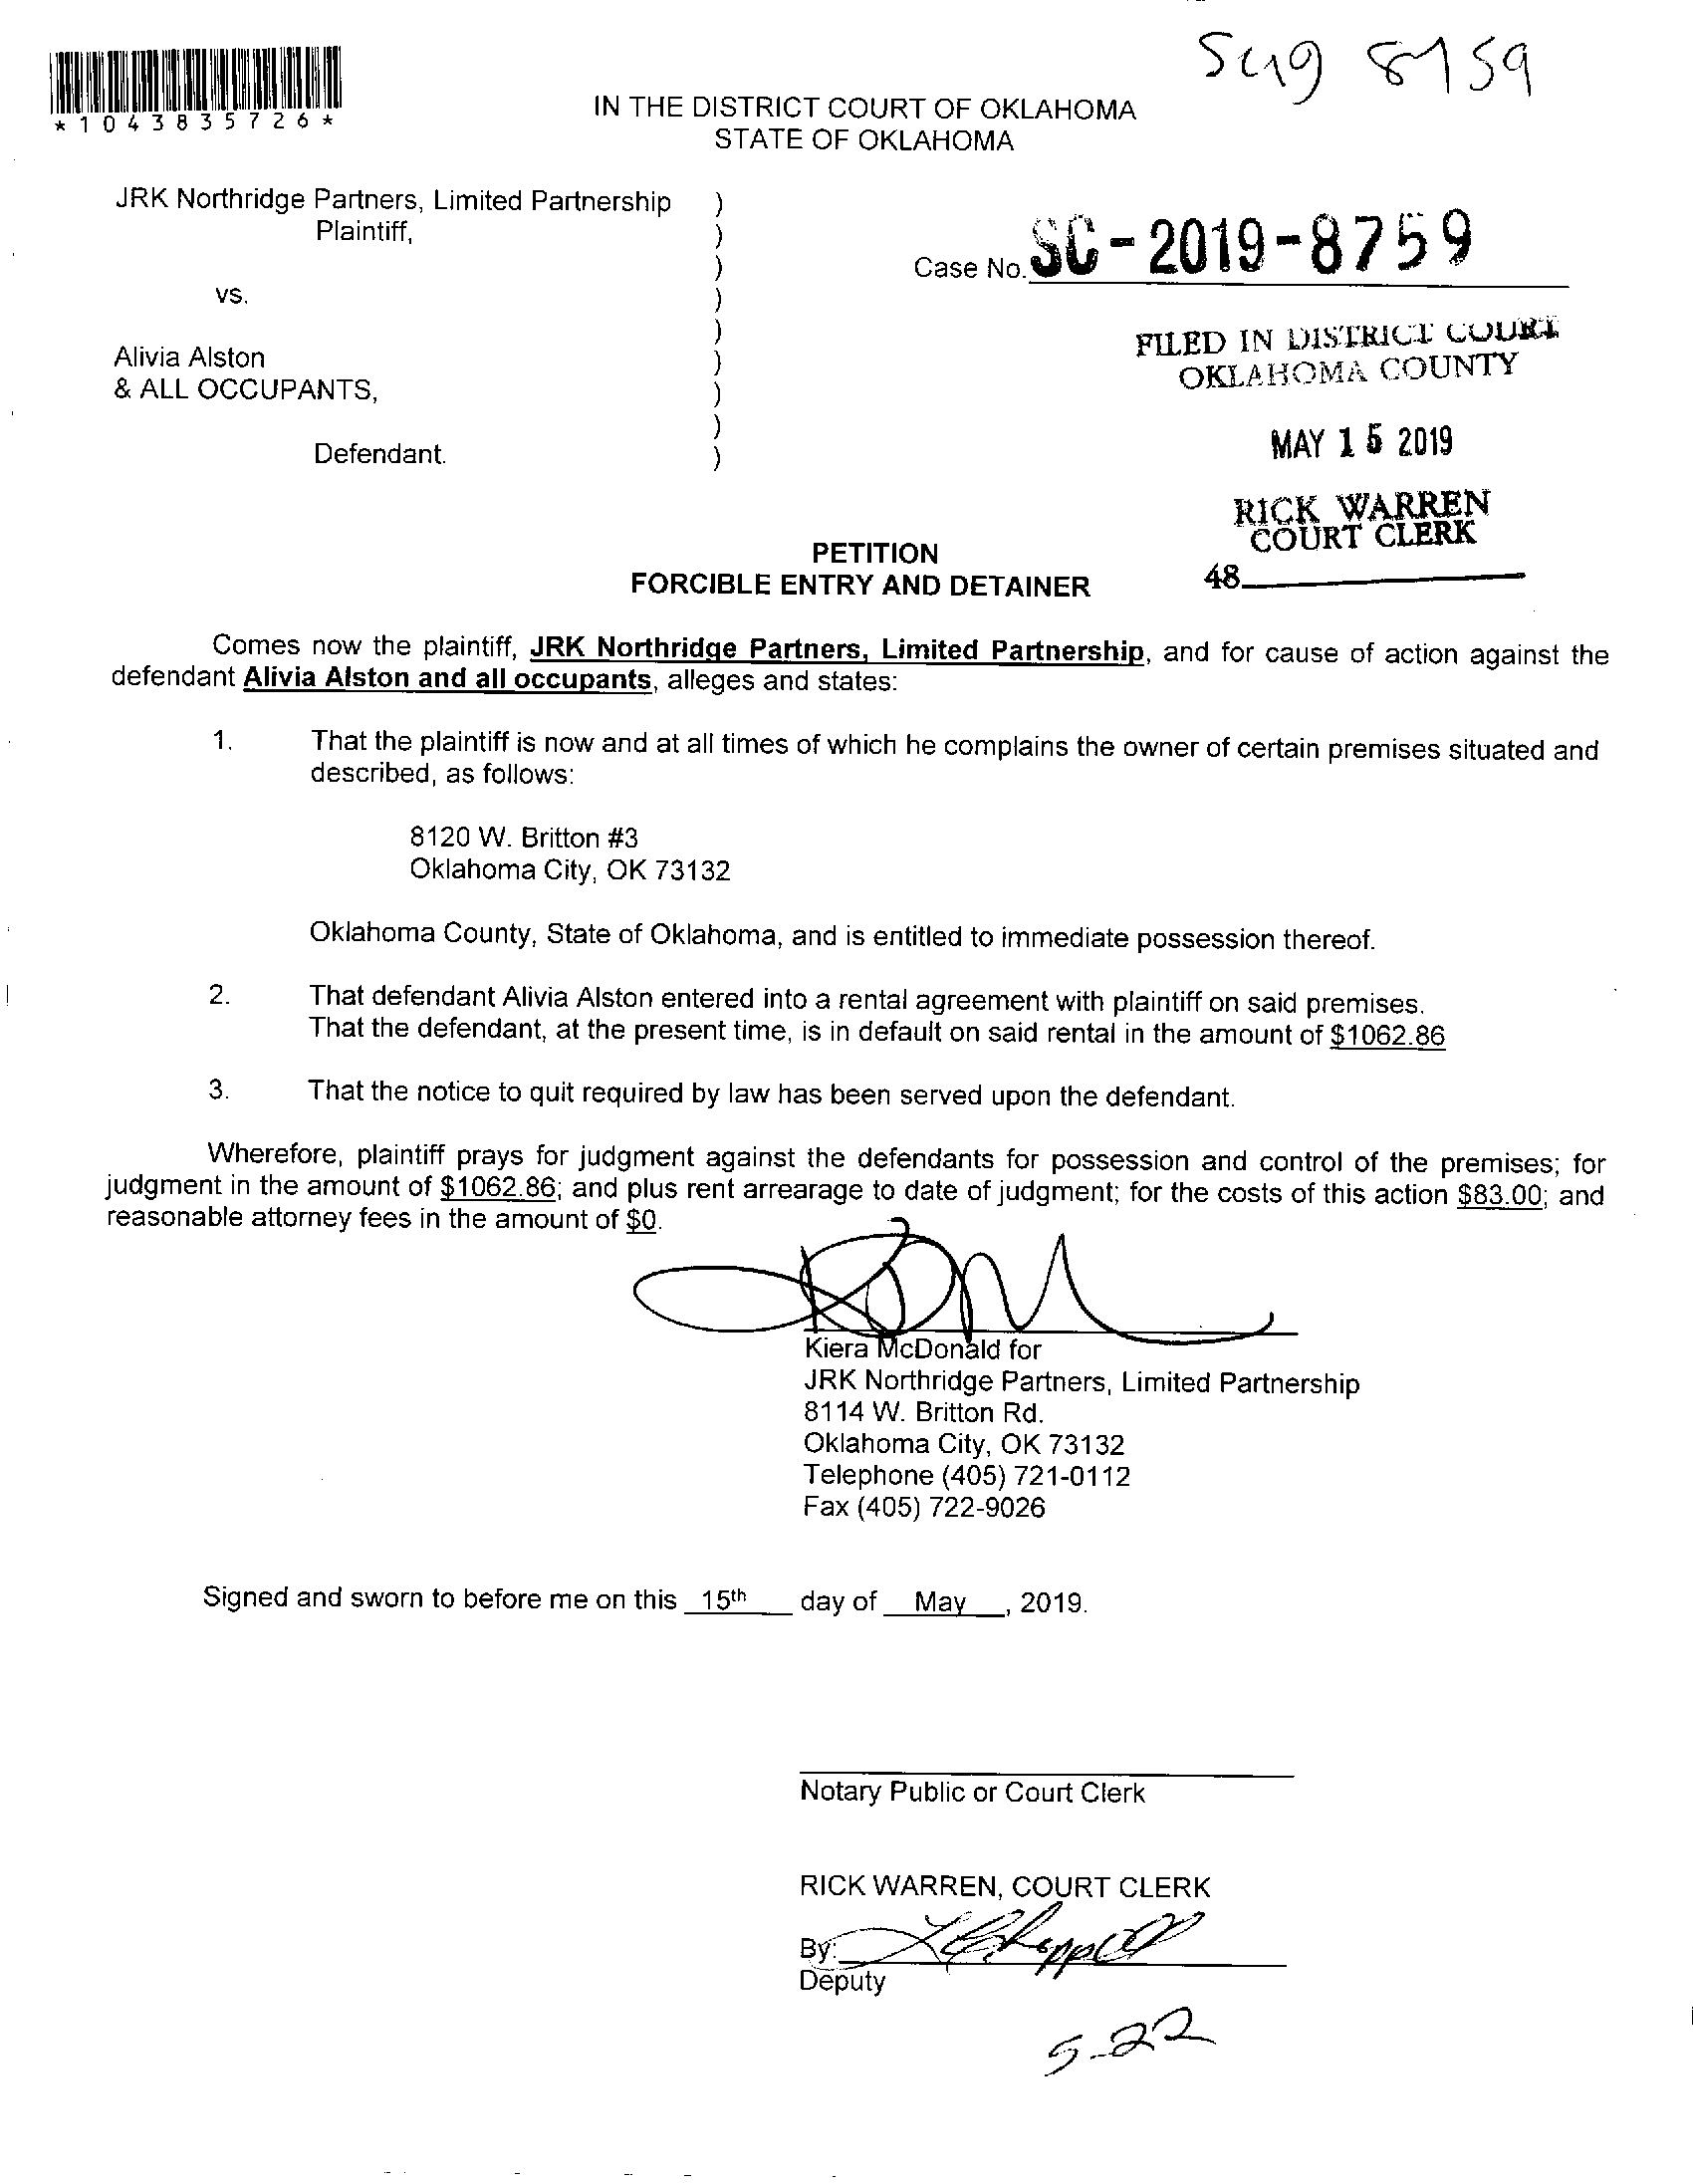 SC19 8759
*1043835726*
IN THE DISTRICT COURT OF OKLAHOMA
STATE OF OKLAHOMA
JRK Northridge Partners, Limited Partnership )
Plaintiff, )
)
vs. )
)
Alivia Alston )
& ALL OCCUPANTS, )
)
Defendant. )
Case No. SC-2019-8759
FILED IN DISTRICT COURT
OKLAHOMA COUNTY
MAY 15 2019
RICK WARREN
COURT CLERK
48
PETITION
FORCIBLE ENTRY AND DETAINER
Comes now the plaintiff, JRK Northridge Partners, Limited Partnership, and for cause of action against the
defendant Alivia Alston and all occupants, alleges and states:
1. That the plaintiff is now and at all times of which he complains the owner of certain premises situated and
described, as follows:
8120 W. Britton #3
Oklahoma City, OK 73132
Oklahoma County, State of Oklahoma, and is entitled to immediate possession thereof.
2. That defendant Alivia Alston entered into a rental agreement with plaintiff on said premises.
That the defendant, at the present time, is in default on said rental in the amount of $1062.86
3. That the notice to quit required by law has been served upon the defendant.
Wherefore, plaintiff prays for judgment against the defendants for possession and control of the premises; for
judgment in the amount of $1062.86; and plus rent arrearage to date of judgment; for the costs of this action $83.00; and
reasonable attorney fees in the amount of $0.
Kiera McDonald for
JRK Northridge Partners, Limited Partnership
8114 W. Britton Rd.
Oklahoma City, OK 73132
Telephone (405) 721-0112
Fax (405) 722-9026
Signed and sworn to before me on this 15th day of May, 2019.
Notary Public or Court Clerk
RICK WARREN, COURT CLERK
By:
Deputy
5-22